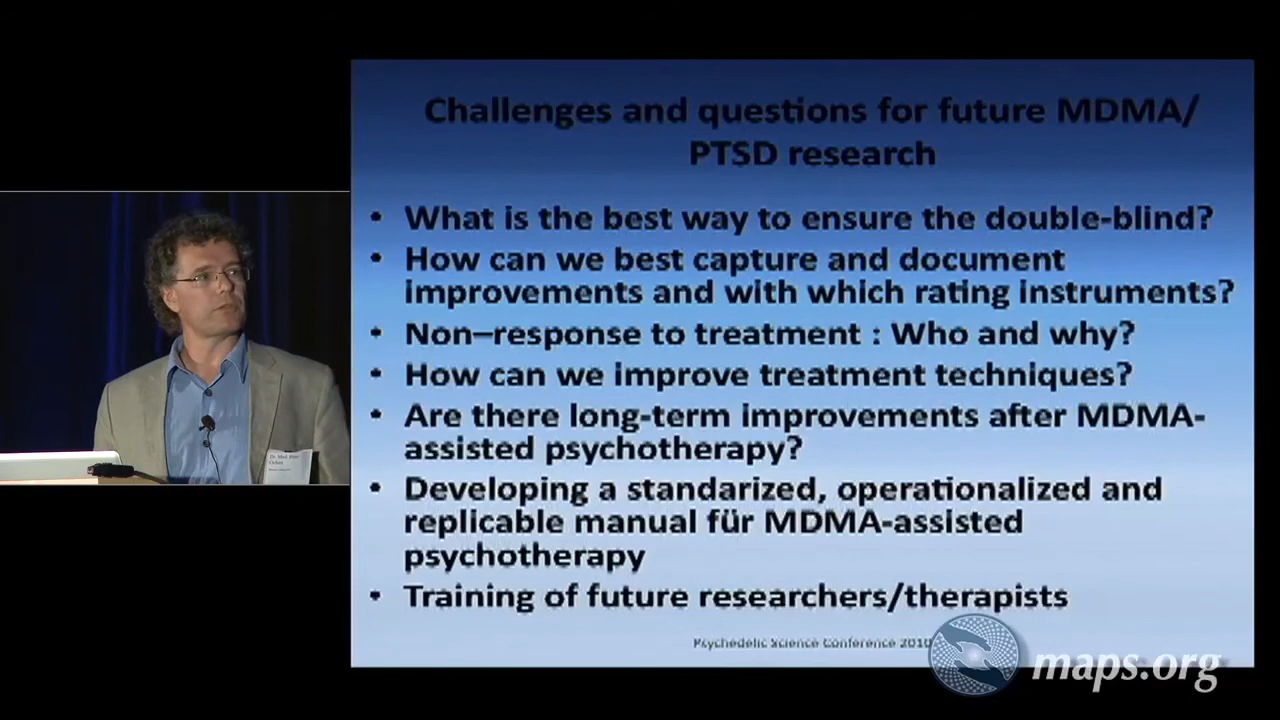 Challenges and questions for future MDMA/
PTSD research
• What is the best way to ensure the double-blind?
• How can we best capture and document
improvements and with which rating instruments?
• Non–response to treatment : Who and why?
• How can we improve treatment techniques?
• Are there long-term improvements after MDMA-
assisted psychotherapy?
• Developing a standarized, operationalized and
replicable manual für MDMA-assisted
psychotherapy
• Training of future researchers/therapists
Psychedelic Science Conference 2010
maps.org
Dr. Med.